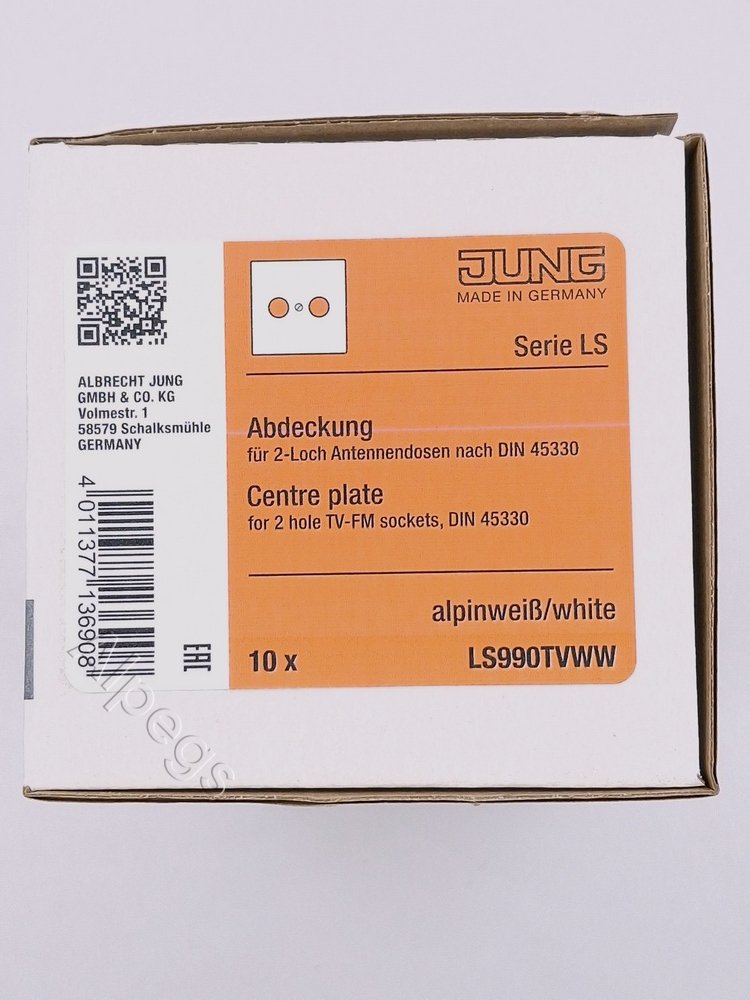 JUNG
MADE IN GERMANY
Serie LS
ALBRECHT JUNG
GMBH & CO. KG
Volmestr. 1
58579 Schalksmühle
GERMANY
Abdeckung
für 2-Loch Antennendosen nach DIN 45330
Centre plate
for 2 hole TV-FM sockets, DIN 45330
alpinweiß/white
10 x LS990TVWW
4 011377 136908
EAC
Allpegs